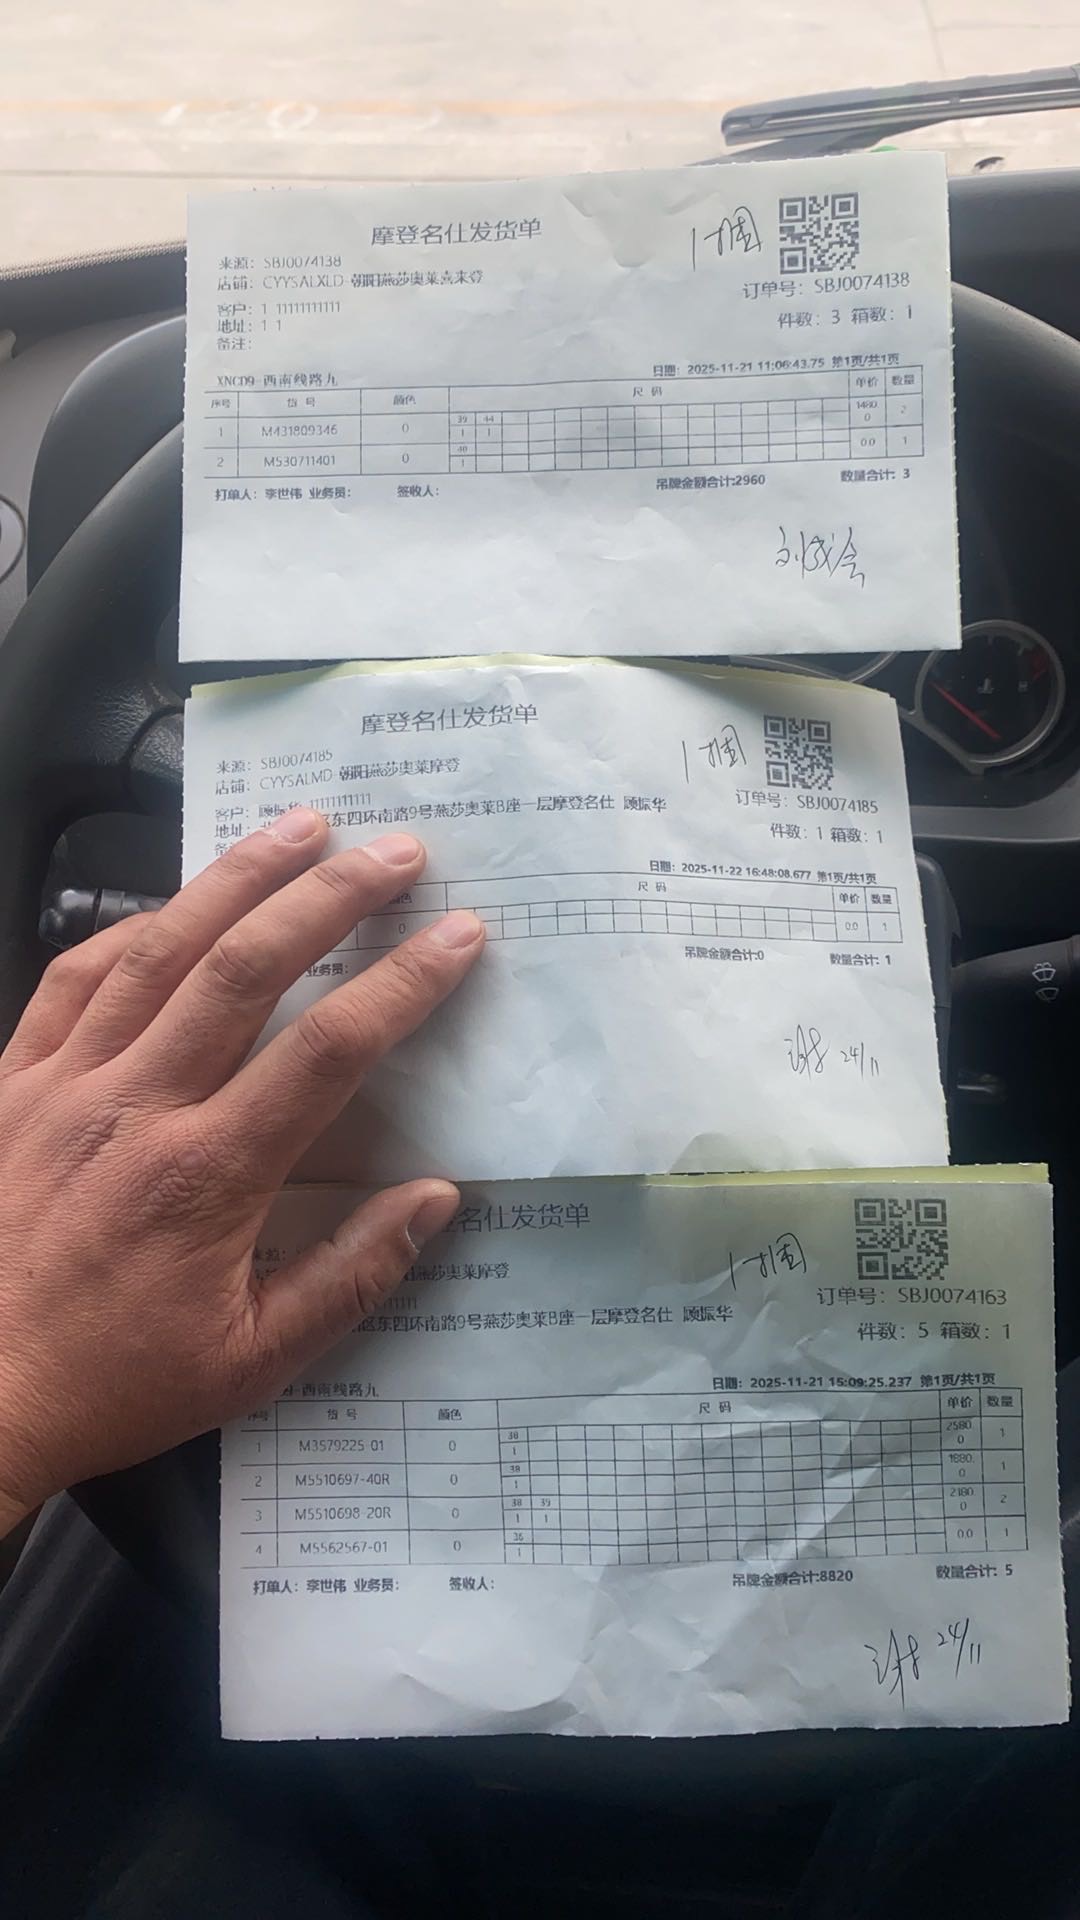 摩登名仕发货单
1捆
来源：SBJ0074138
店铺：CYYSALXLD-朝阳燕莎奥莱喜来登
订单号：SBJ0074138
客户：1 11111111111
件数：3 箱数：1
地址：1 1
备注：
XNCD9-西南线路九 日期：2025-11-21 11:06:43.75 第1页/共1页
序号 货号 颜色 尺码 单价 数量
39 44
1 M431809346 0 1 1 1480.0 2
40
2 M530711401 0 1 0.0 1
打单人：李世伟 业务员： 签收人： 吊牌金额合计:2960 数量合计：3
摩登名仕发货单
1捆
来源：SBJ0074185
店铺：CYYSALMD-朝阳燕莎奥莱摩登
订单号：SBJ0074185
客户：顾振华 11111111111
件数：1 箱数：1
地址：区东四环南路9号燕莎奥莱B座一层摩登名仕 顾振华
日期：2025-11-22 16:48:08.677 第1页/共1页
尺码 单价 数量
0 0.0 1
业务员： 吊牌金额合计:0 数量合计：1
谢 24/11
名仕发货单
1捆
来源：
燕莎奥莱摩登
订单号：SBJ0074163
件数：5 箱数：1
区东四环南路9号燕莎奥莱B座一层摩登名仕 顾振华
9-西南线路九 日期：2025-11-21 15:09:25.237 第1页/共1页
序号 货号 颜色 尺码 单价 数量
38
1 M3579225-01 0 1 2580.0 1
38
2 M5510697-40R 0 1 1880.0 1
38 39
3 M5510698-20R 0 1 1 2180.0 2
36
4 M5562567-01 0 1 0.0 1
打单人：李世伟 业务员： 签收人： 吊牌金额合计:8820 数量合计：5
谢 24/11